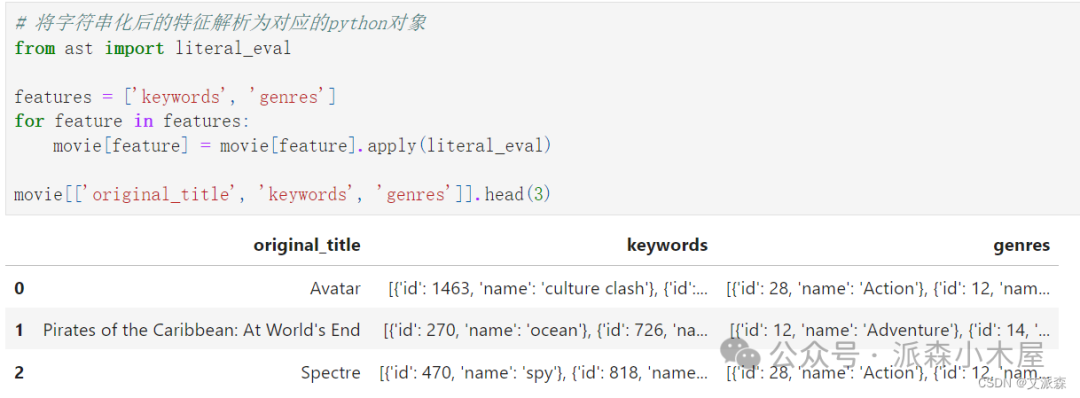 # 将字符串化后的特征解析为对应的python对象
from ast import literal_eval
features = ['keywords', 'genres']
for feature in features:
    movie[feature] = movie[feature].apply(literal_eval)
movie[['original_title', 'keywords', 'genres']].head(3)
original_title keywords genres
0 Avatar [{'id': 1463, 'name': 'culture clash'}, {'id':... [{'id': 28, 'name': 'Action'}, {'id': 12, 'nam...
1 Pirates of the Caribbean: At World's End [{'id': 270, 'name': 'ocean'}, {'id': 726, 'na... [{'id': 12, 'name': 'Adventure'}, {'id': 14, '...
2 Spectre [{'id': 470, 'name': 'spy'}, {'id': 818, 'name... [{'id': 28, 'name': 'Action'}, {'id': 12, 'nam...
公众号 · 派森小木屋
CSDN @艾派森